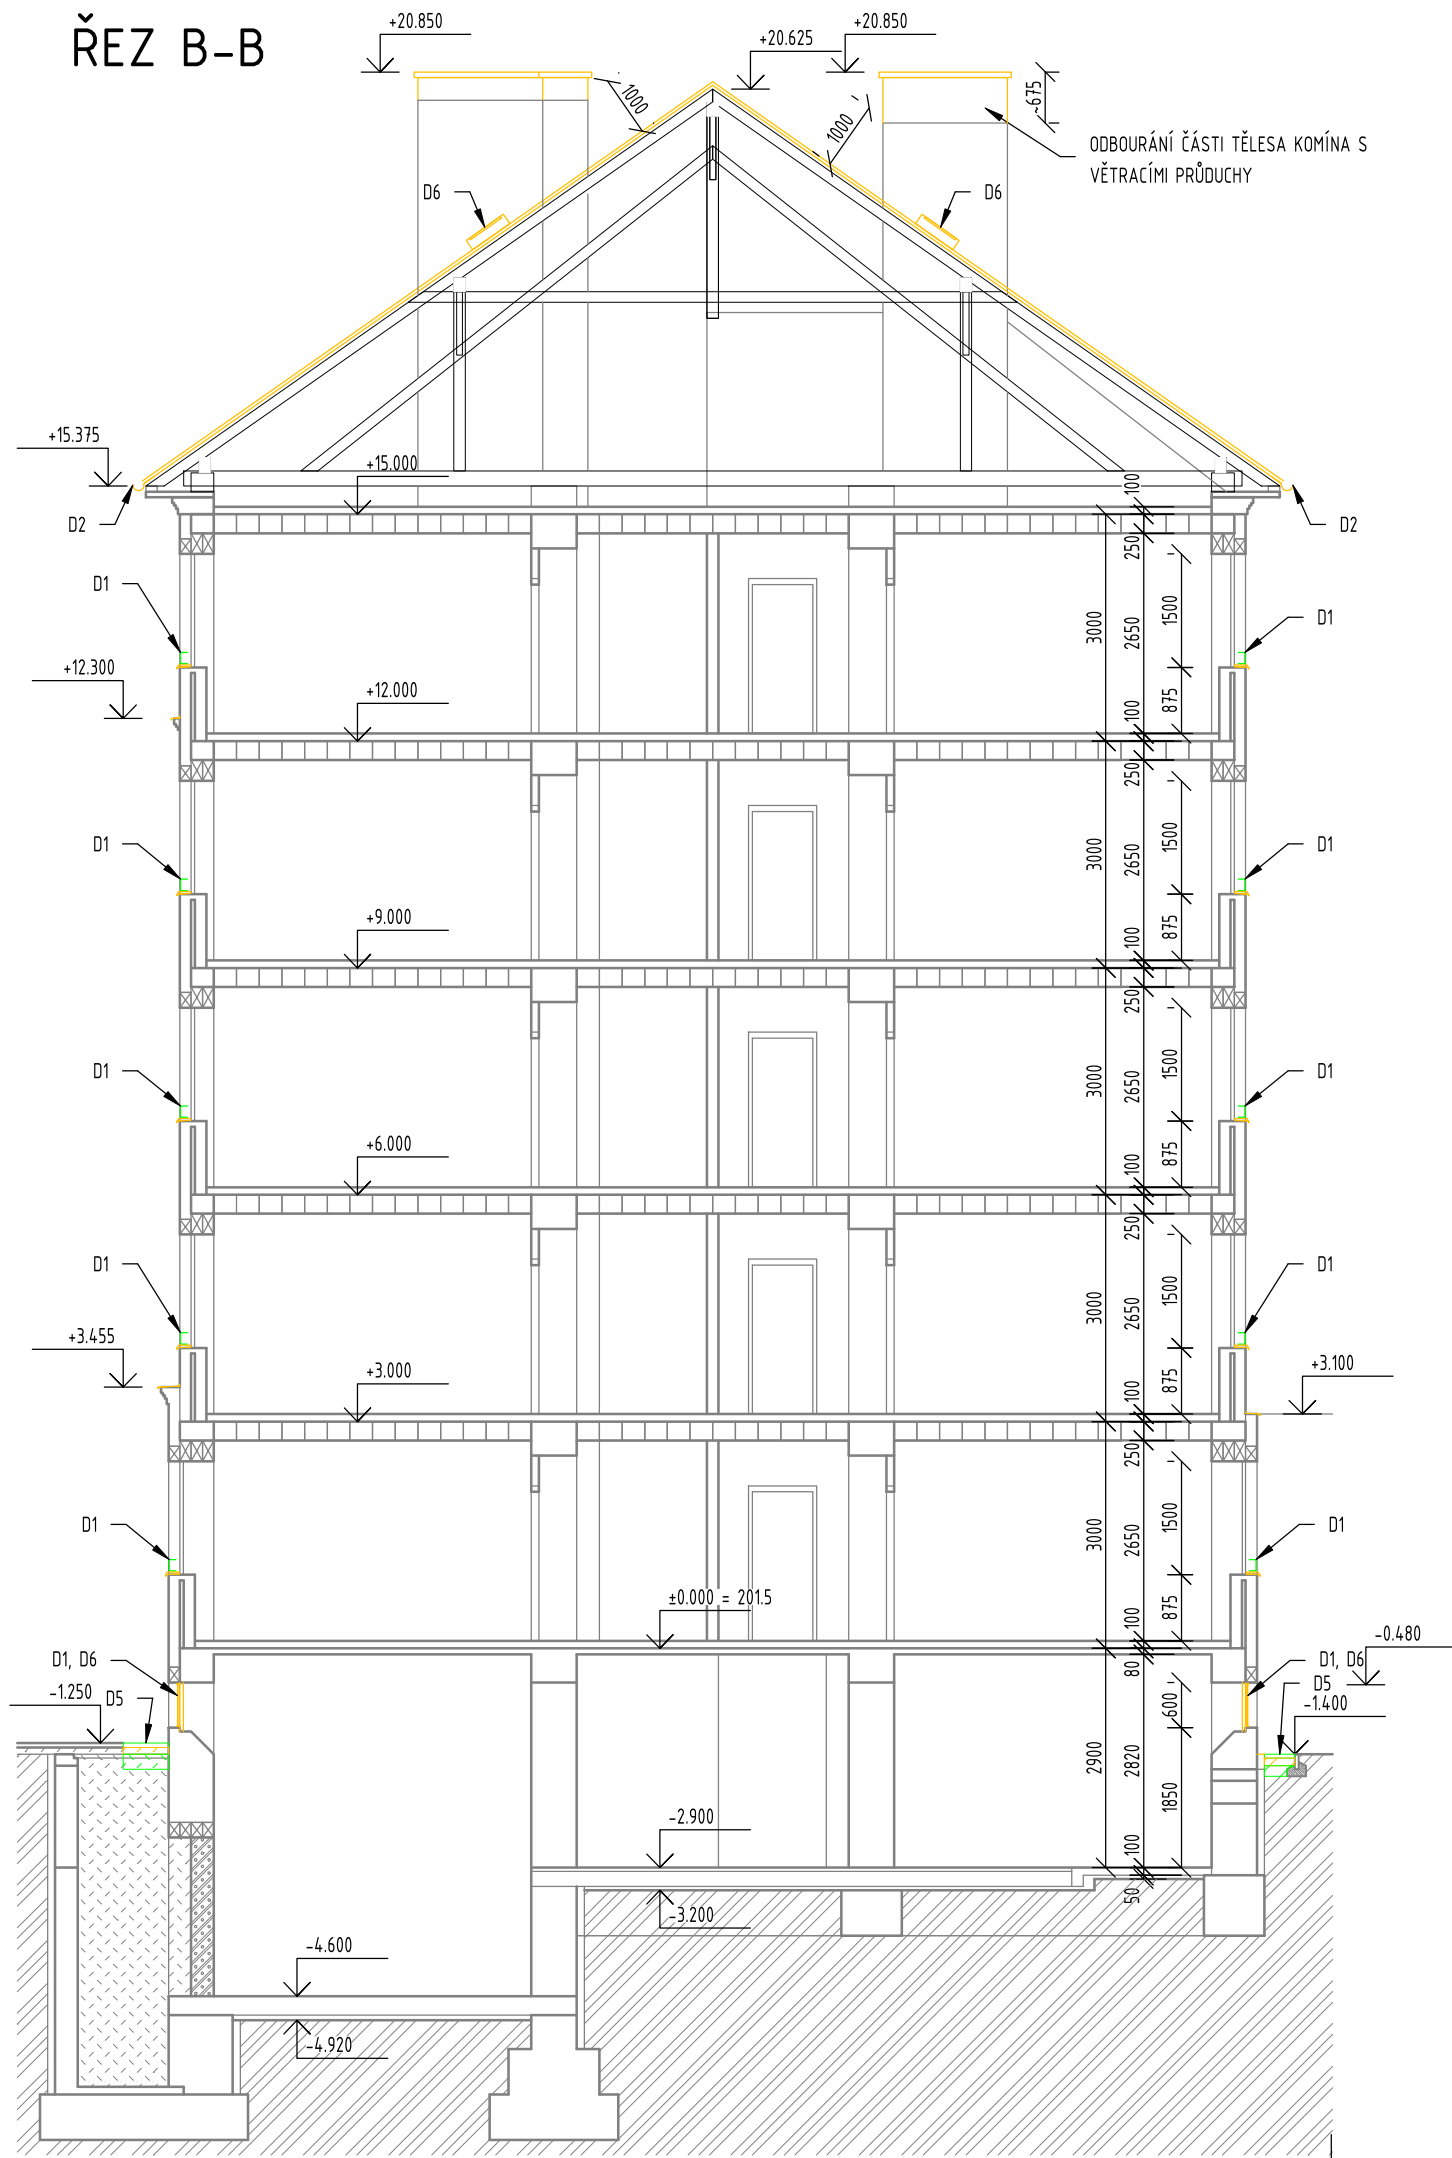 ŘEZ B-B
+20.850
+20.625
+20.850
1000
1000
~675
ODBOURÁNÍ ČÁSTI TĚLESA KOMÍNA S
VĚTRACÍMI PRŮDUCHY
D6
D6
+15.375
+15.000
100
D2
D2
250
D1
3000
2650
1500
D1
+12.300
+12.000
875
100
250
D1
3000
2650
1500
D1
+9.000
875
100
250
D1
3000
2650
1500
D1
+6.000
875
100
250
D1
3000
2650
1500
D1
+3.455
+3.000
875
100
+3.100
250
D1
3000
2650
1500
D1
±0.000 = 201.5
875
100
-0.480
D1, D6
80
D1, D6
-1.250
D5
600
D5
-1.400
2900
2820
1850
-2.900
100
50
-3.200
-4.600
-4.920